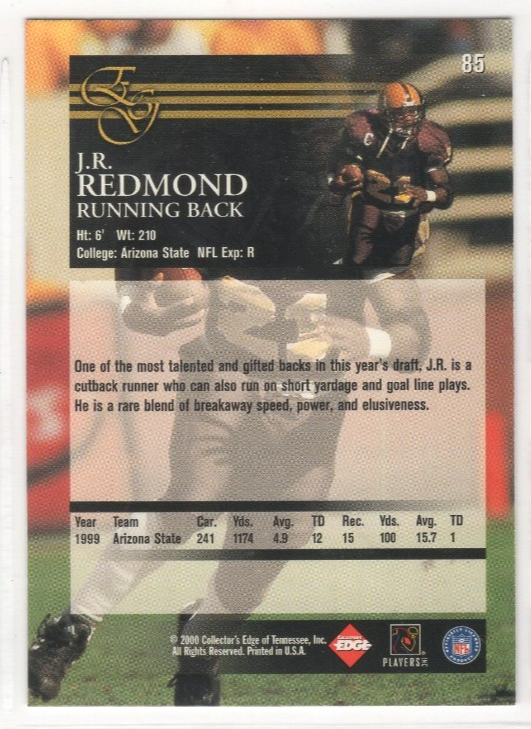 85
EG
J.R.
REDMOND
RUNNING BACK
Ht: 6' Wt: 210
College: Arizona State NFL Exp: R
One of the most talented and gifted backs in this year's draft, J.R. is a
cutback runner who can also run on short yardage and goal line plays.
He is a rare blend of breakaway speed, power, and elusiveness.
Year Team Car. Yds. Avg. TD Rec. Yds. Avg. TD
1999 Arizona State 241 1174 4.9 12 15 100 15.7 1
© 2000 Collector's Edge of Tennessee, Inc.
All Rights Reserved. Printed in U.S.A.
COLLECTOR'S
EDGE
PLAYERS INC
NFL